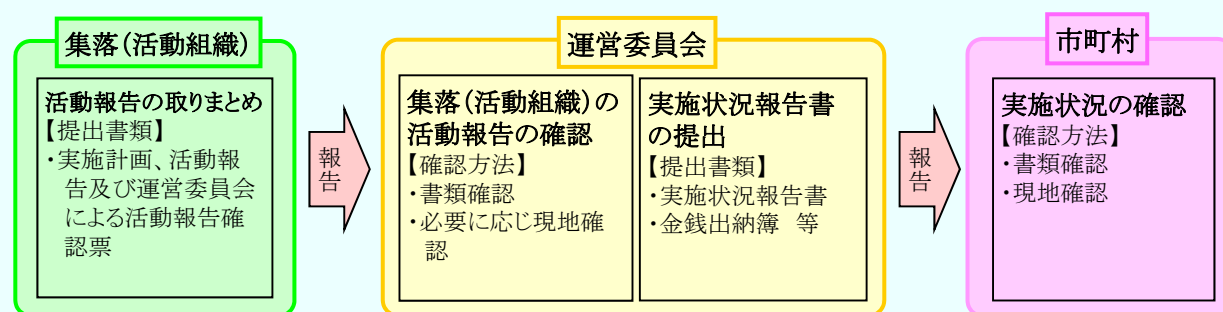 集落(活動組織)
活動報告の取りまとめ
【提出書類】
・実施計画、活動報
告及び運営委員会
による活動報告確
認票
報
告
運営委員会
集落(活動組織)の
活動報告の確認
【確認方法】
・書類確認
・必要に応じ現地確
認
実施状況報告書
の提出
【提出書類】
・実施状況報告書
・金銭出納簿 等
報
告
市町村
実施状況の確認
【確認方法】
・書類確認
・現地確認